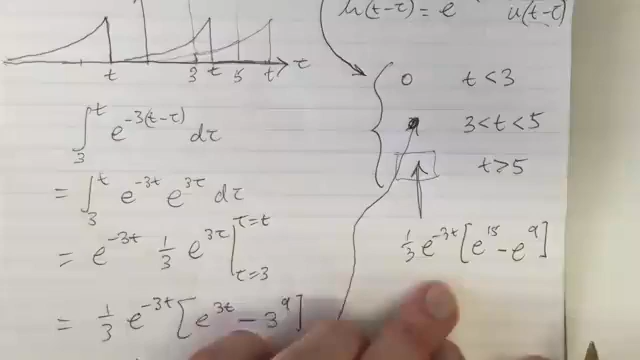 h(t-τ) = e u(t-τ)
t 3 t 5 t τ
0 t < 3
3 < t < 5
t > 5
∫₃ᵗ e^-3(t-τ) dτ
= ∫₃ᵗ e^-3t e^3τ dτ
= e^-3t 1/3 e^3τ | τ=t τ=3
1/3 e^-3t [e^15 - e^9]
= 1/3 e^-3t [e^3t - 3^9]